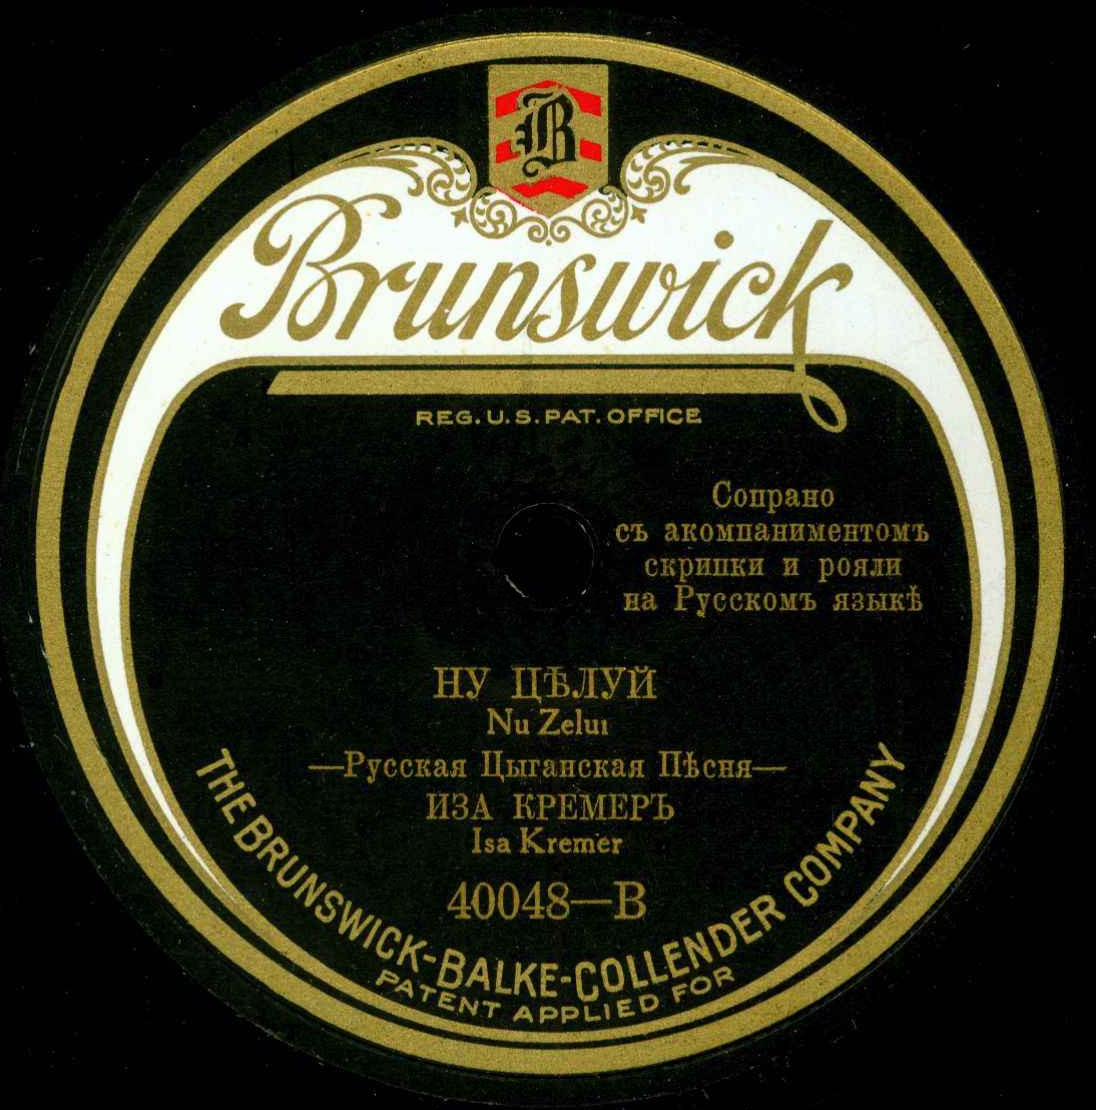 B
Brunswick
REG. U.S. PAT. OFFICE
Сопрано
съ акомпаниментомъ
скрипки и рояли
на Русскомъ языкѣ
НУ ЦѢЛУЙ
Nu Zelui
—Русская Цыганская Пѣсня—
ИЗА КРЕМЕРЪ
Isa Kremer
40048—B
THE BRUNSWICK-BALKE-COLLENDER COMPANY
PATENT APPLIED FOR